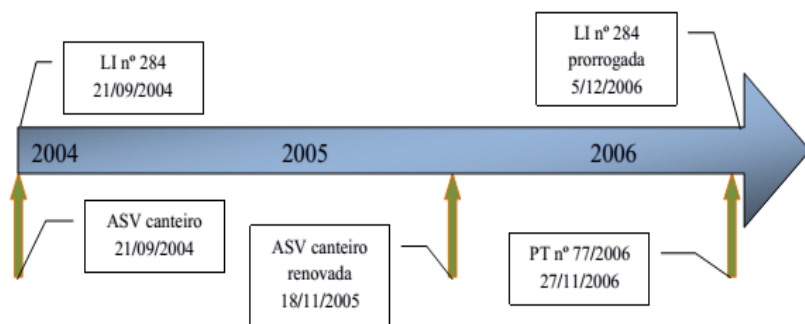 LI nº 284
21/09/2004
LI nº 284
prorrogada
5/12/2006
2004
2005
2006
ASV canteiro
21/09/2004
ASV canteiro
renovada
18/11/2005
PT nº 77/2006
27/11/2006